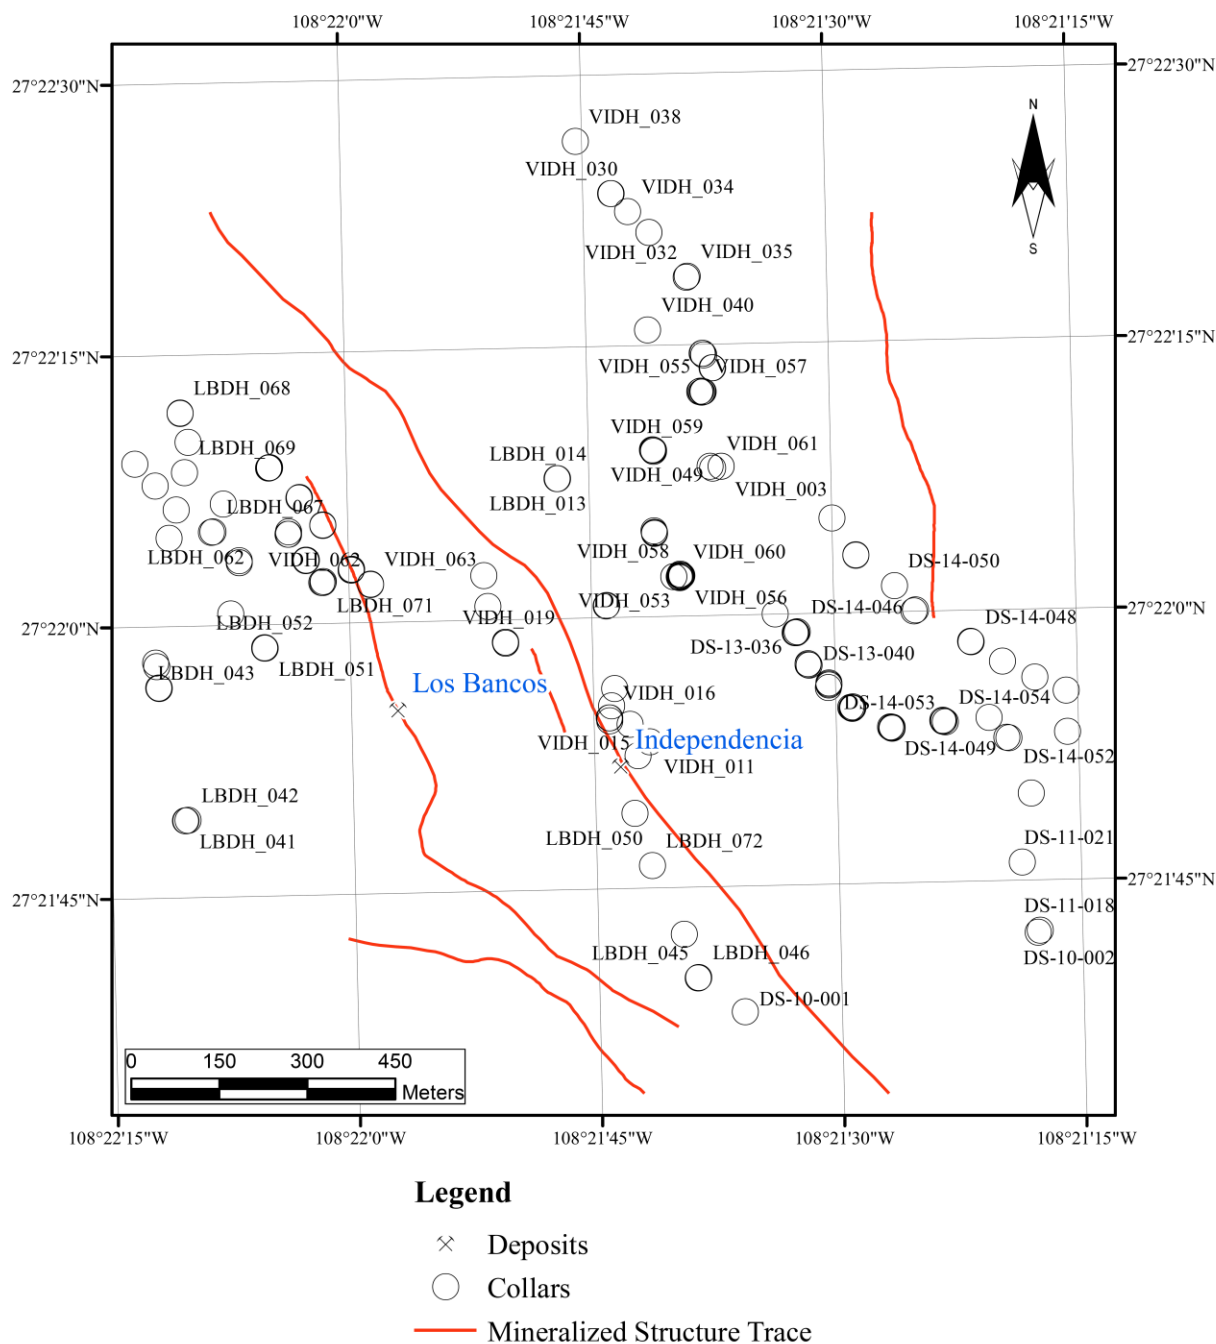 108°22'0"W
108°21'45"W
108°21'30"W
108°21'15"W
27°22'30"N
27°22'30"N
N
S
VIDH_038
VIDH_030
VIDH_034
VIDH_032
VIDH_035
VIDH_040
27°22'15"N
27°22'15"N
VIDH_055
VIDH_057
LBDH_068
VIDH_059
LBDH_069
LBDH_014
VIDH_061
VIDH_049
VIDH_003
LBDH_013
LBDH_067
LBDH_062
VIDH_062
VIDH_063
VIDH_058
VIDH_060
DS-14-050
VIDH_053
VIDH_056
LBDH_071
DS-14-046
27°22'0"N
27°22'0"N
LBDH_052
VIDH_019
DS-14-048
DS-13-036
DS-13-040
LBDH_043
LBDH_051
Los Bancos
VIDH_016
DS-14-053
DS-14-054
VIDH_015
Independencia
DS-14-049
DS-14-052
VIDH_011
LBDH_042
LBDH_041
LBDH_050
LBDH_072
DS-11-021
27°21'45"N
27°21'45"N
DS-11-018
LBDH_045
LBDH_046
DS-10-002
DS-10-001
0 150 300 450
Meters
108°22'15"W
108°22'0"W
108°21'45"W
108°21'30"W
108°21'15"W
Legend
Deposits
Collars
Mineralized Structure Trace